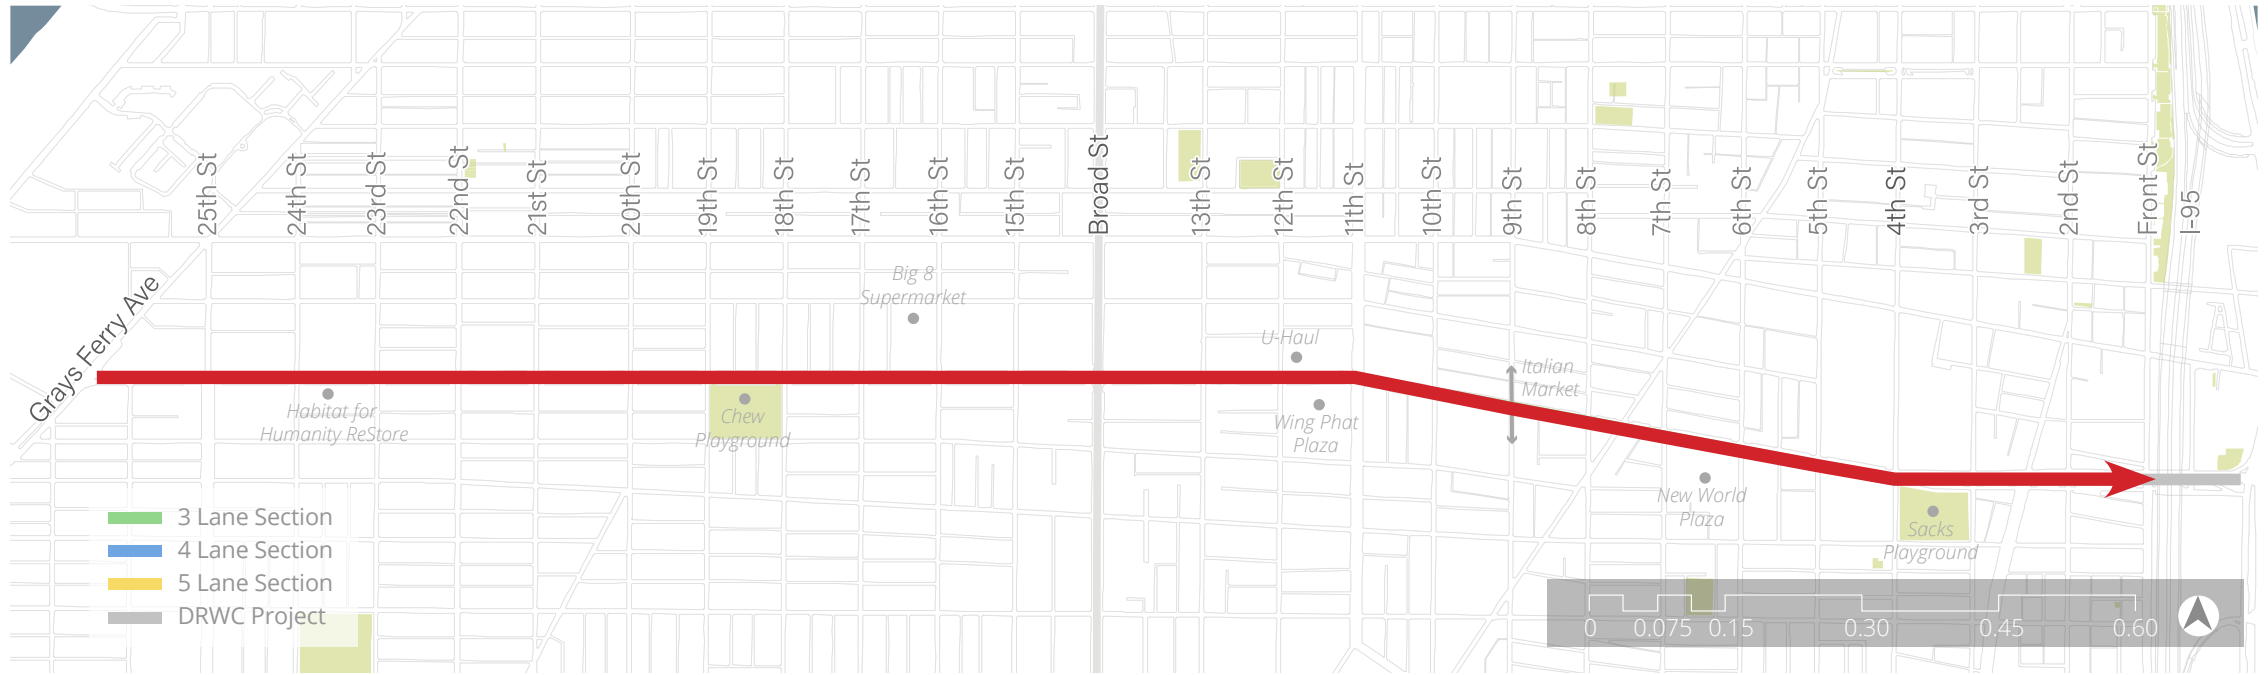 25th St
24th St
23rd St
22nd St
21st St
20th St
19th St
18th St
17th St
16th St
15th St
Broad St
13th St
12th St
11th St
10th St
9th St
8th St
7th St
6th St
5th St
4th St
3rd St
2nd St
Front St
I-95
Grays Ferry Ave
Big 8
Supermarket
U-Haul
Italian
Market
Habitat for
Humanity ReStore
Chew
Playground
Wing Phat
Plaza
New World
Plaza
Sacks
Playground
3 Lane Section
4 Lane Section
5 Lane Section
DRWC Project
0 0.075 0.15 0.30 0.45 0.60